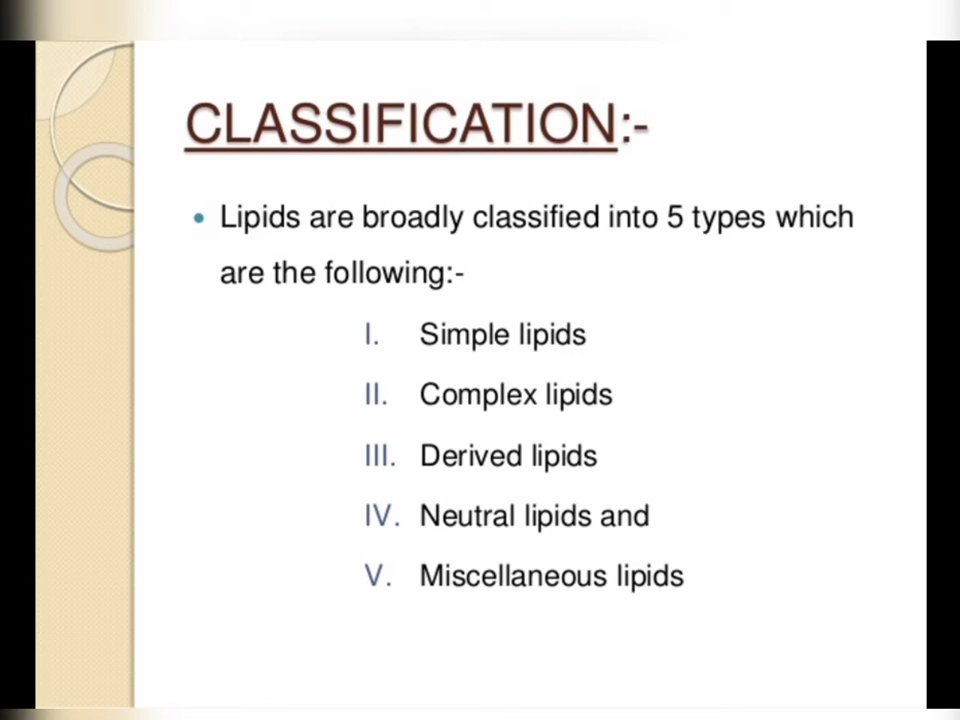 CLASSIFICATION:-
• Lipids are broadly classified into 5 types which
are the following:-
I. Simple lipids
II. Complex lipids
III. Derived lipids
IV. Neutral lipids and
V. Miscellaneous lipids